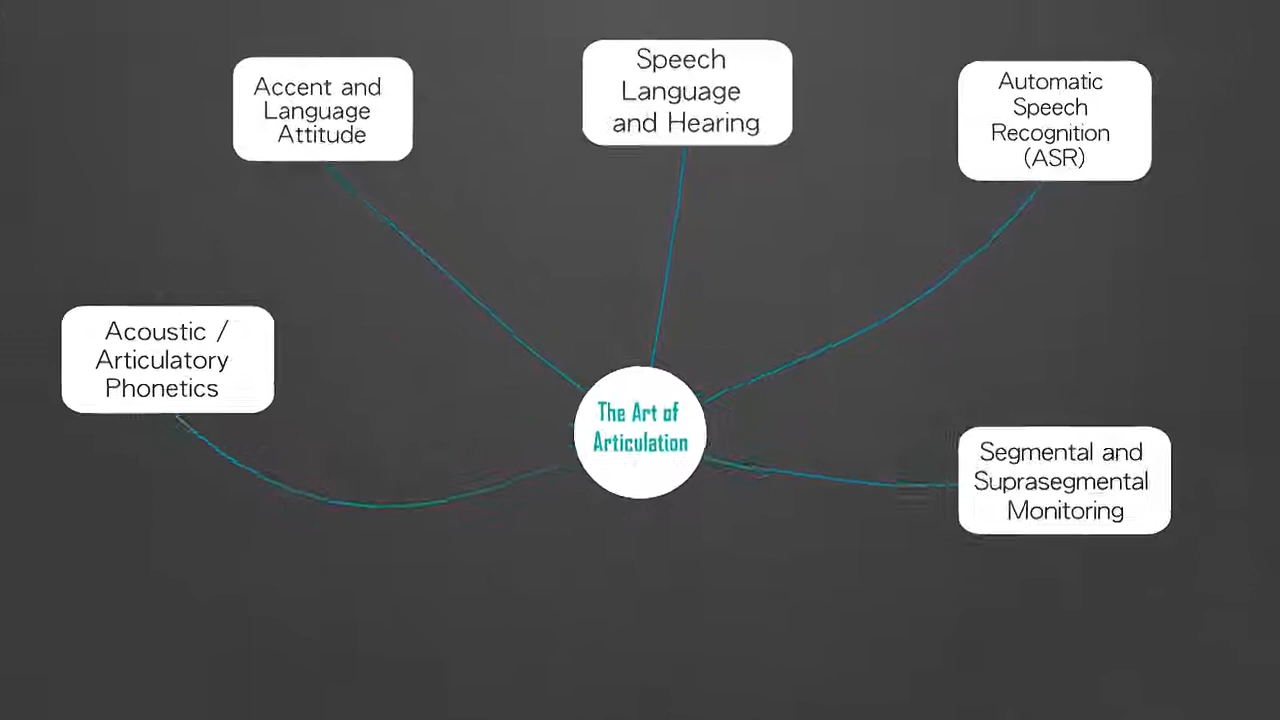 Accent and
Language
Attitude
Speech
Language
and Hearing
Automatic
Speech
Recognition
(ASR)
Acoustic /
Articulatory
Phonetics
The Art of
Articulation
Segmental and
Suprasegmental
Monitoring